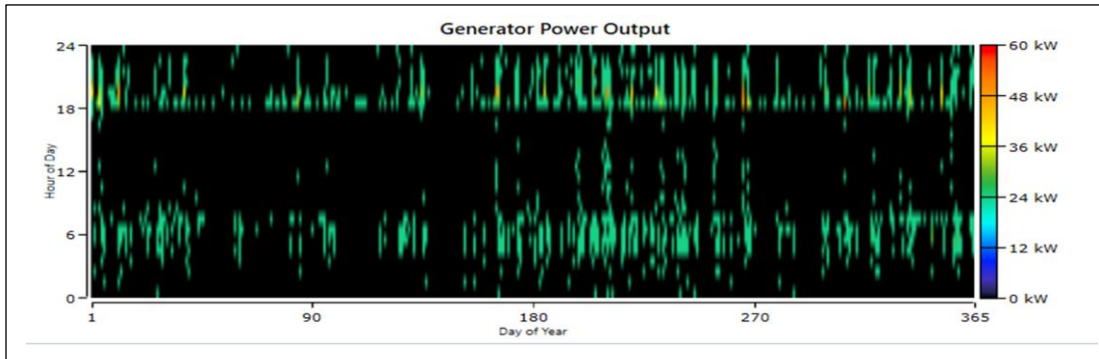 Generator Power Output
24
18
12
6
0
Hour of Day
1 90 180 270 365
Day of Year
60 kW
48 kW
36 kW
24 kW
12 kW
0 kW